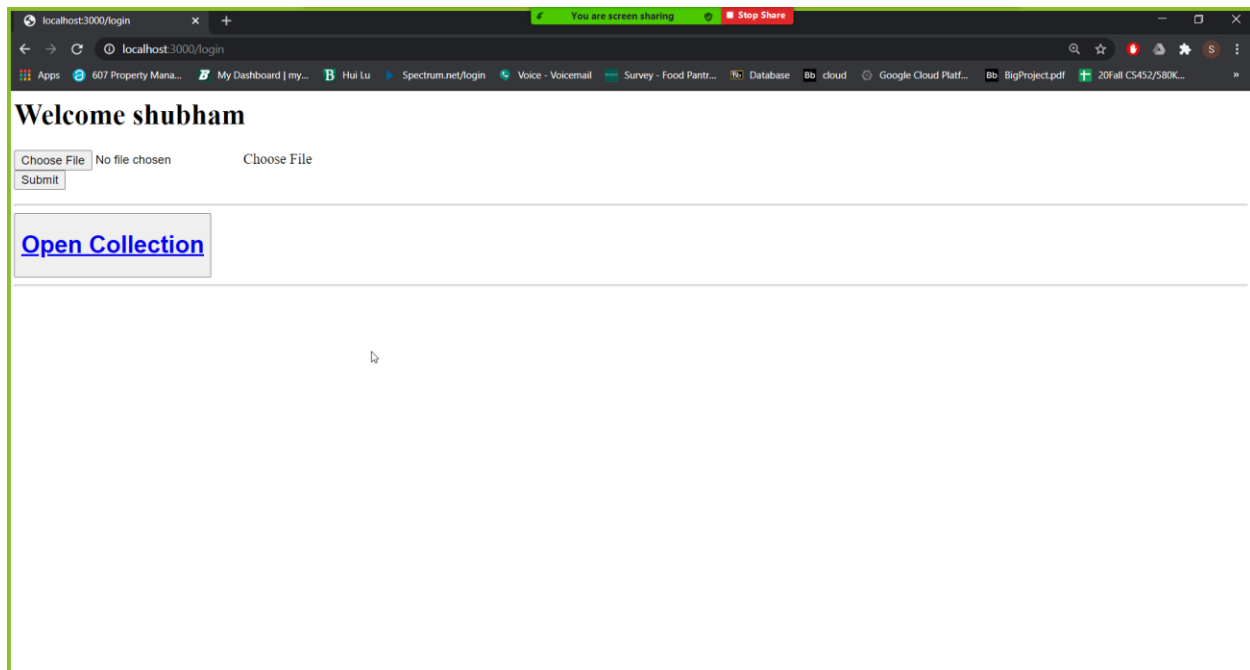 localhost:3000/login
You are screen sharing Stop Share
localhost:3000/login S
Apps 607 Property Mana... My Dashboard | my... Hui Lu Spectrum.net/login Voice - Voicemail Survey - Food Pantr... Database Bb cloud Google Cloud Platf... Bb BigProject.pdf 20Fall CS452/580K... »
Welcome shubham
Choose File No file chosen Choose File
Submit
Open Collection